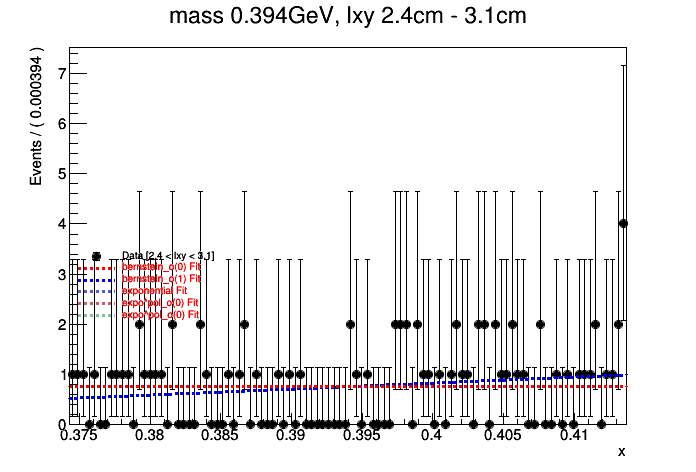 mass 0.394GeV, lxy 2.4cm - 3.1cm
Events / ( 0.000394 )
7
6
5
4
3
2
1
0
Data [2.4 < lxy < 3.1]
bernstein_o(0) Fit
bernstein_o(1) Fit
exponential Fit
expo*pol_o(0) Fit
expo*pol_o(0) Fit
0.375 0.38 0.385 0.39 0.395 0.4 0.405 0.41
x